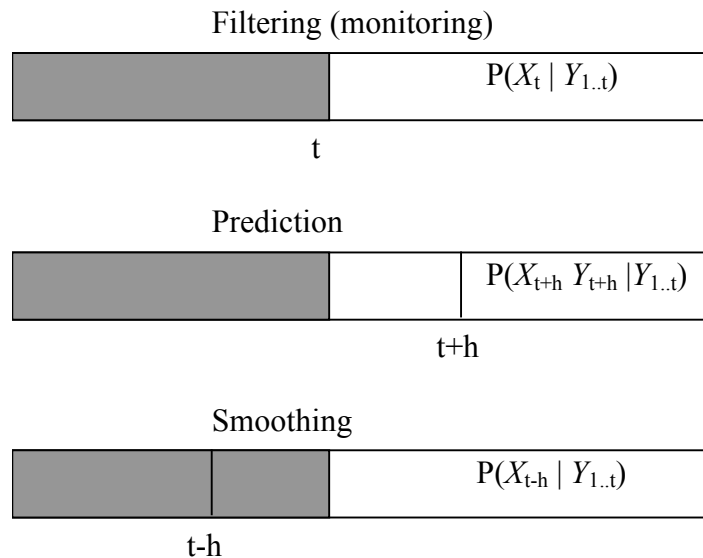 Filtering (monitoring)
P(Xt | Y1..t)
t
Prediction
P(Xt+h Yt+h |Y1..t)
t+h
Smoothing
P(Xt-h | Y1..t)
t-h